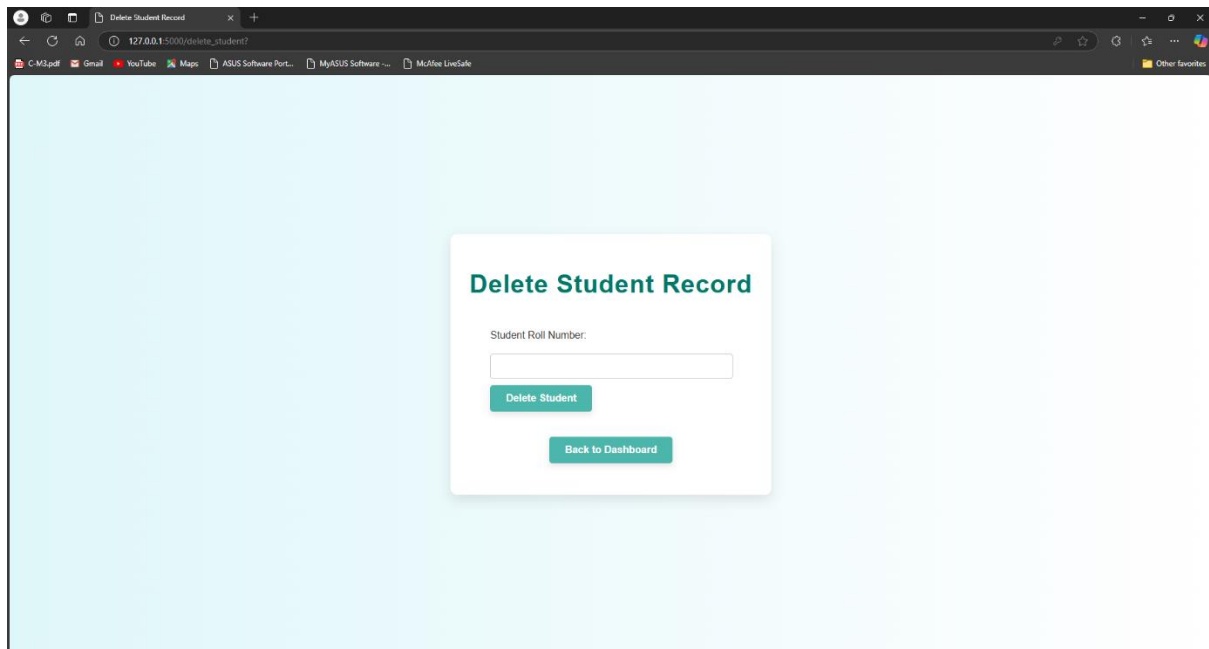 Delete Student Record
127.0.0.1:5000/delete_student?
C-M3.pdf Gmail YouTube Maps ASUS Software Port... MyASUS Software -... McAfee LiveSafe Other favorites
Delete Student Record
Student Roll Number:
Delete Student
Back to Dashboard